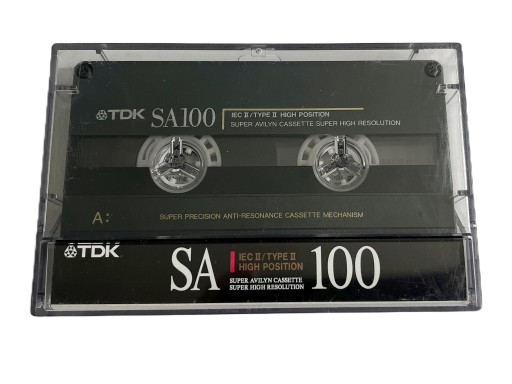 TDK SA100 IEC II/TYPE II HIGH POSITION
SUPER AVILYN CASSETTE SUPER HIGH RESOLUTION
A:
SUPER PRECISION ANTI-RESONANCE CASSETTE MECHANISM
TDK
SA IEC II/TYPE II
HIGH POSITION 100
SUPER AVILYN CASSETTE
SUPER HIGH RESOLUTION